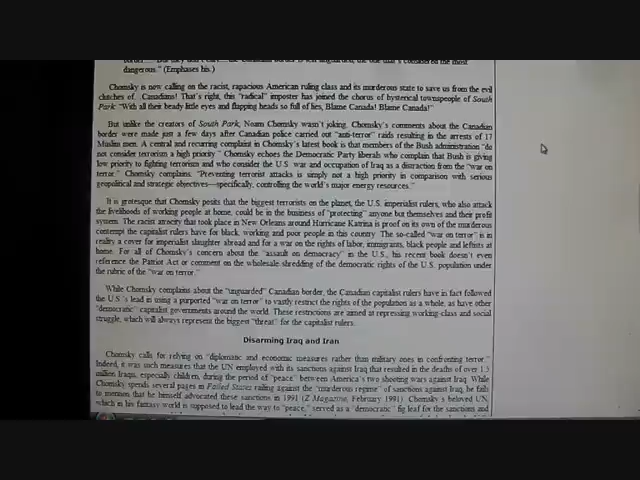 dangerous." (Emphases his.)
Chomsky is now calling on the racist, rapacious American ruling class and its murderous state to save us from the evil
clutches of...Canadians! That's right, this "radical" imposter has joined the chorus of hysterical townspeople of South
Park: "With all their beady little eyes and flapping heads so full of lies, Blame Canada! Blame Canada!"
But unlike the creators of South Park, Noam Chomsky wasn't joking. Chomsky's comments about the Canadian
border were made just a few days after Canadian police carried out "anti-terror" raids resulting in the arrests of 17
Muslim men. A central and recurring complaint in Chomsky's latest book is that members of the Bush administration "do
not consider terrorism a high priority." Chomsky echoes the Democratic Party liberals who complain that Bush is giving
low priority to fighting terrorism and who consider the U.S. war and occupation of Iraq as a distraction from the "war on
terror." Chomsky complains, "Preventing terrorist attacks is simply not a high priority in comparison with serious
geopolitical and strategic objectives—specifically, controlling the world's major energy resources."
It is grotesque that Chomsky posits that the biggest terrorists on the planet, the U.S. imperialist rulers, who also attack
the livelihoods of working people at home, could be in the business of "protecting" anyone but themselves and their profit
system. The racist atrocity that took place in New Orleans around Hurricane Katrina is proof on its own of the murderous
contempt the capitalist rulers have for black, working and poor people in this country. The so-called "war on terror" is in
reality a cover for imperialist slaughter abroad and for a war on the rights of labor, immigrants, black people and leftists at
home. For all of Chomsky's concern about the "assault on democracy" in the U.S., his recent book doesn't even
reference the Patriot Act or comment on the wholesale shredding of the democratic rights of the U.S. population under
the rubric of the "war on terror."
While Chomsky complains about the "unguarded" Canadian border, the Canadian capitalist rulers have in fact followed
the U.S.'s lead in using a purported "war on terror" to vastly restrict the rights of the population as a whole, as have other
"democratic" capitalist governments around the world. These restrictions are aimed at repressing working-class and social
struggle, which will always represent the biggest "threat" for the capitalist rulers.
Disarming Iraq and Iran
Chomsky calls for relying on "diplomatic and economic measures rather than military ones in confronting terror."
Indeed, it was such measures that the UN employed with its sanctions against Iraq that resulted in the deaths of over 1.5
million Iraqis, especially children, during the period of "peace" between America's two shooting wars against Iraq. While
Chomsky spends several pages in Failed States railing against the "murderous regime" of sanctions against Iraq, he fails
to mention that he himself advocated these sanctions in 1991 (Z Magazine, February 1991). Chomsky's beloved UN,
which in his fantasy world is supposed to lead the way to "peace," served as a "democratic" fig leaf for the sanctions and